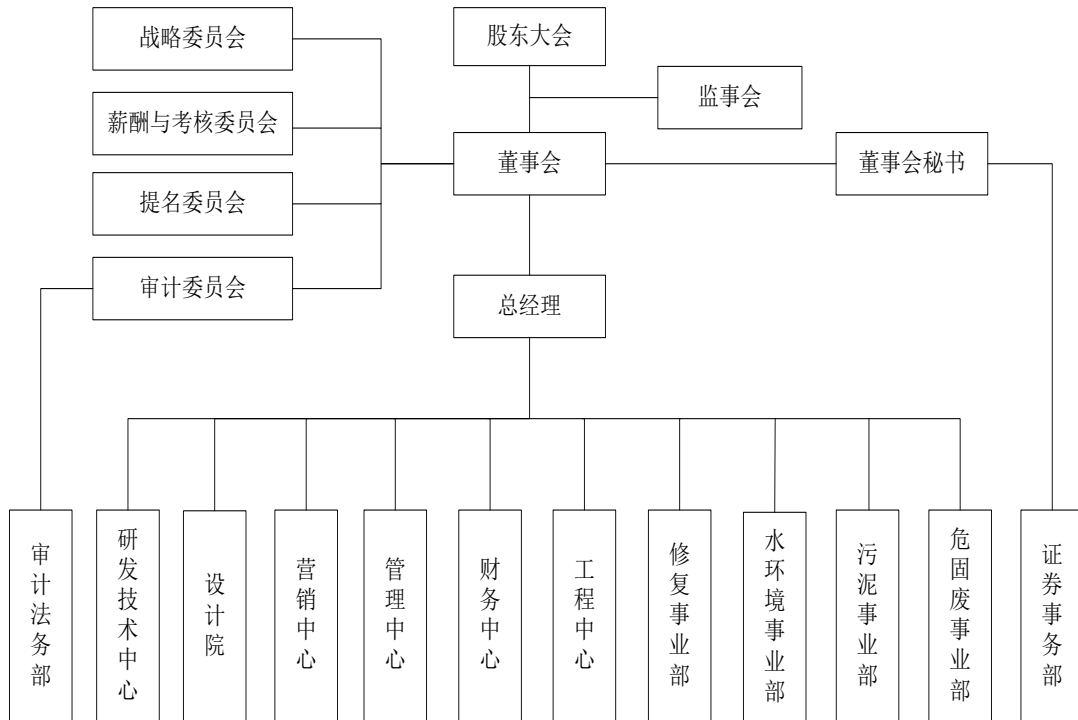 战略委员会
股东大会
监事会
薪酬与考核委员会
董事会
董事会秘书
提名委员会
审计委员会
总经理
审计法务部
研发技术中心
设计院
营销中心
管理中心
财务中心
工程中心
修复事业部
水环境事业部
污泥事业部
危固废事业部
证券事务部